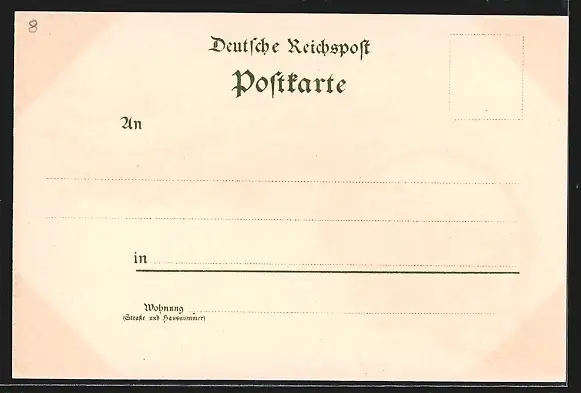 8
Deutſche Reichspoſt
Poſtkarte
An
in
Wohnung
(Straße und Hausnummer)